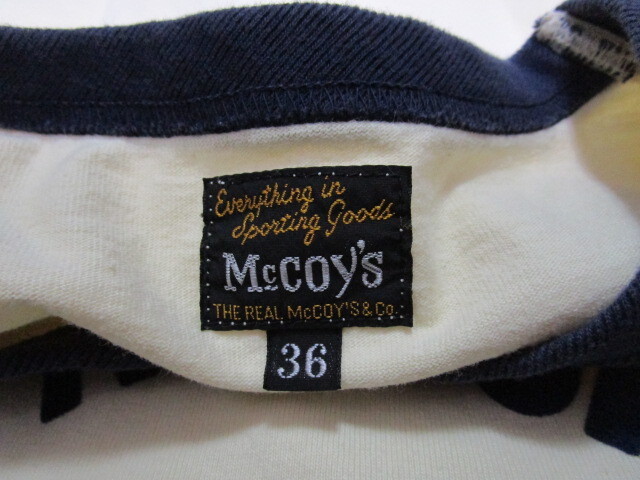 Everything in
Sporting Goods
McCOY'S
THE REAL McCOY'S & Co.
36